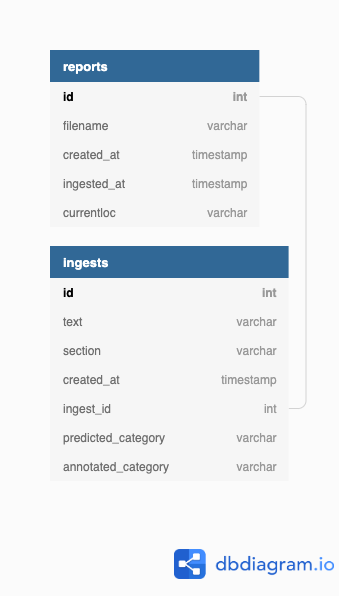 reports
id int
filename varchar
created_at timestamp
ingested_at timestamp
currentloc varchar
ingests
id int
text varchar
section varchar
created_at timestamp
ingest_id int
predicted_category varchar
annotated_category varchar
dbdiagram.io